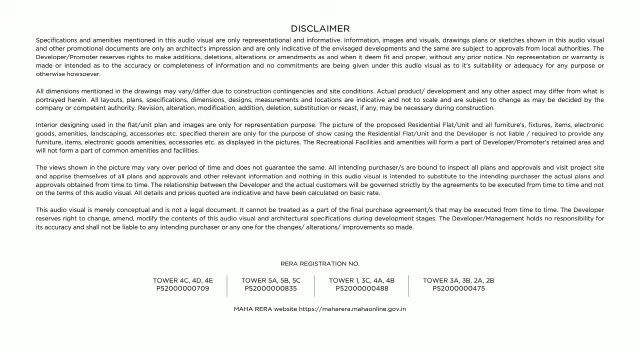 DISCLAIMER
Specifications and amenities mentioned in this audio visual are only representational and informative. Information, images and visuals, drawings plans or sketches shown in this audio visual
and other promotional documents are only an architect's impression and are only indicative of the envisaged developments and the same are subject to approvals from local authorities. The
Developer/Promoter reserves rights to make additions, deletions, alterations or amendments as and when it deem fit and proper, without any prior notice. No representation or warranty is
made or intended as to the accuracy or completeness of information and no commitments are being given under this audio visual as to it's suitability or adequacy for any purpose or
otherwise howsoever.
All dimensions mentioned in the drawings may vary/differ due to construction contingencies and site conditions. Actual product/ development and any other aspect may differ from what is
portrayed herein. All layouts, plans, specifications, dimensions, designs, measurements and locations are indicative and not to scale and are subject to change as may be decided by the
company or competent authority. Revision, alteration, modification, addition, deletion, substitution or recast, if any, may be necessary during construction.
Interior designed in the flat/unit plan and images are only for representation purpose. The picture of the proposed Residential Flat/Unit and all furniture's, fixtures, items, electronic
goods, amenities, landscaping, accessories etc. specified therein are only for the purpose of show casing the Residential Flat/Unit and the Developer is not liable / required to provide any
furniture, items, electronic goods amenities, accessories etc. as displayed in the pictures. The Recreational Facilities and amenities will form a part of Developer/Promoter's retained area and
will not form a part of common amenities and facilities.
The views shown in the picture may vary over period of time and does not guarantee the same. All intending purchaser/s are bound to inspect all plans and approvals and visit project site
and apprise themselves of all plans and approvals and other relevant information and nothing in this audio visual is intended to substitute to the intending purchaser the actual plans and
approvals obtained from time to time. The relationship between the Developer and the actual customers will be governed strictly by the agreements to be executed from time to time and not
on the terms of this audio visual. All details and prices quoted are indicative and have been calculated on basic rate.
This audio visual is merely conceptual and is not a legal document. It cannot be treated as a part of the final purchase agreement/s that may be executed from time to time. The Developer
reserves right to change, amend, modify the contents of this audio visual and architectural specifications during development stages. The Developer/Management holds no responsibility for
its accuracy and shall not be liable to any intending purchaser or any one for the changes/ alterations/ improvements so made.
RERA REGISTRATION NO.
TOWER 4C, 4D, 4E
P52000000709
TOWER 5A, 5B, 5C
P52000000835
TOWER 1, 3C, 4A, 4B
P52000000488
TOWER 3A, 3B, 2A, 2B
P52000000475
MAHA RERA website https://maharera.mahaonline.gov.in